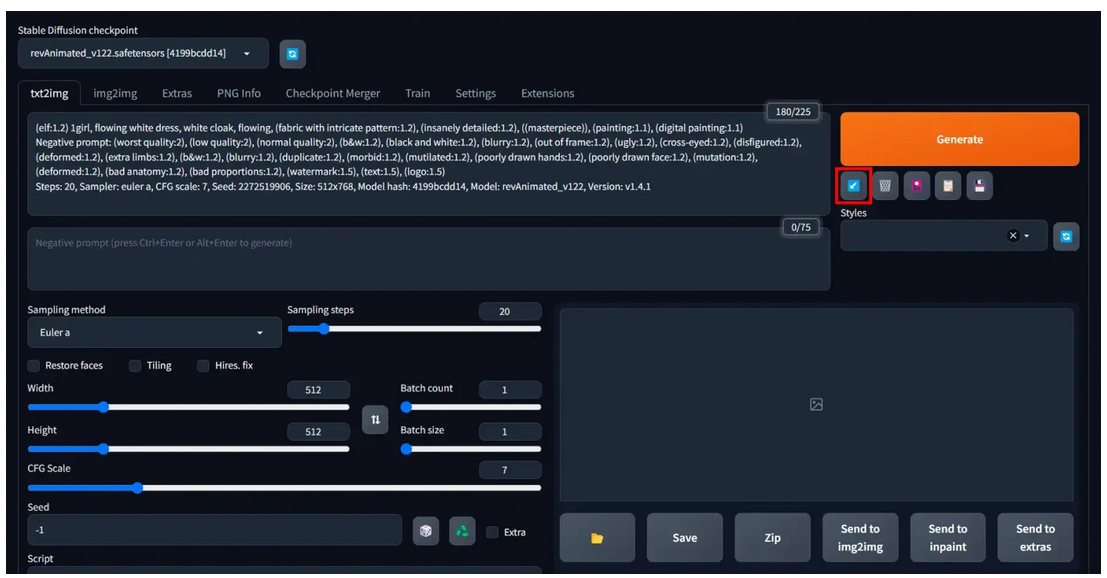 Stable Diffusion checkpoint
revAnimated_v122.safetensors [4199bcdd14]
txt2img img2img Extras PNG Info Checkpoint Merger Train Settings Extensions
180/225
(elf:1.2) 1girl, flowing white dress, white cloak, flowing, (fabric with intricate pattern:1.2), (insanely detailed:1.2), ((masterpiece)), (painting:1.1), (digital painting:1.1)
Negative prompt: (worst quality:2), (low quality:2), (normal quality:2), (b&w:1.2), (black and white:1.2), (blurry:1.2), (out of frame:1.2), (ugly:1.2), (cross-eyed:1.2), (disfigured:1.2),
(deformed:1.2), (extra limbs:1.2), (b&w:1.2), (blurry:1.2), (duplicate:1.2), (morbid:1.2), (mutilated:1.2), (poorly drawn hands:1.2), (poorly drawn face:1.2), (mutation:1.2),
(deformed:1.2), (bad anatomy:1.2), (bad proportions:1.2), (watermark:1.5), (text:1.5), (logo:1.5)
Steps: 20, Sampler: euler a, CFG scale: 7, Seed: 2272519906, Size: 512x768, Model hash: 4199bcdd14, Model: revAnimated_v122, Version: v1.4.1
Generate
Styles
0/75
Negative prompt (press Ctrl+Enter or Alt+Enter to generate)
Sampling method
Euler a
Sampling steps 20
Restore faces Tiling Hires. fix
Width 512
Batch count 1
Height 512
Batch size 1
CFG Scale 7
Seed
-1
Extra
Script
Save
Zip
Send to
img2img
Send to
inpaint
Send to
extras